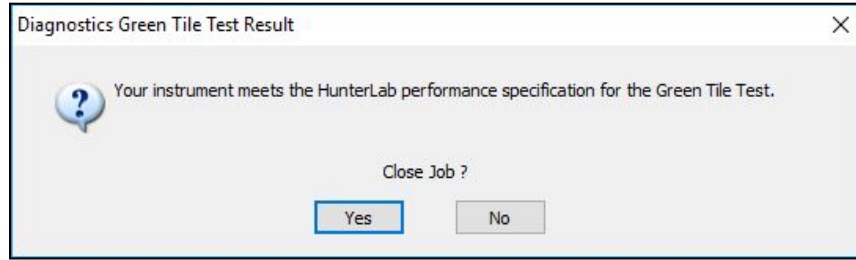 Diagnostics Green Tile Test Result
Your instrument meets the HunterLab performance specification for the Green Tile Test.
Close Job ?
Yes No